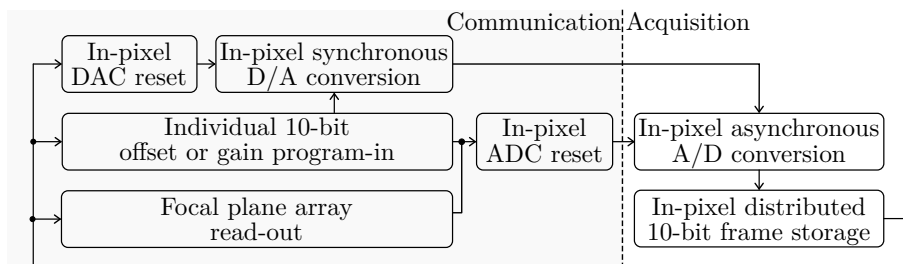 Communication Acquisition
In-pixel
DAC reset
In-pixel synchronous
D/A conversion
Individual 10-bit
offset or gain program-in
In-pixel
ADC reset
In-pixel asynchronous
A/D conversion
Focal plane array
read-out
In-pixel distributed
10-bit frame storage